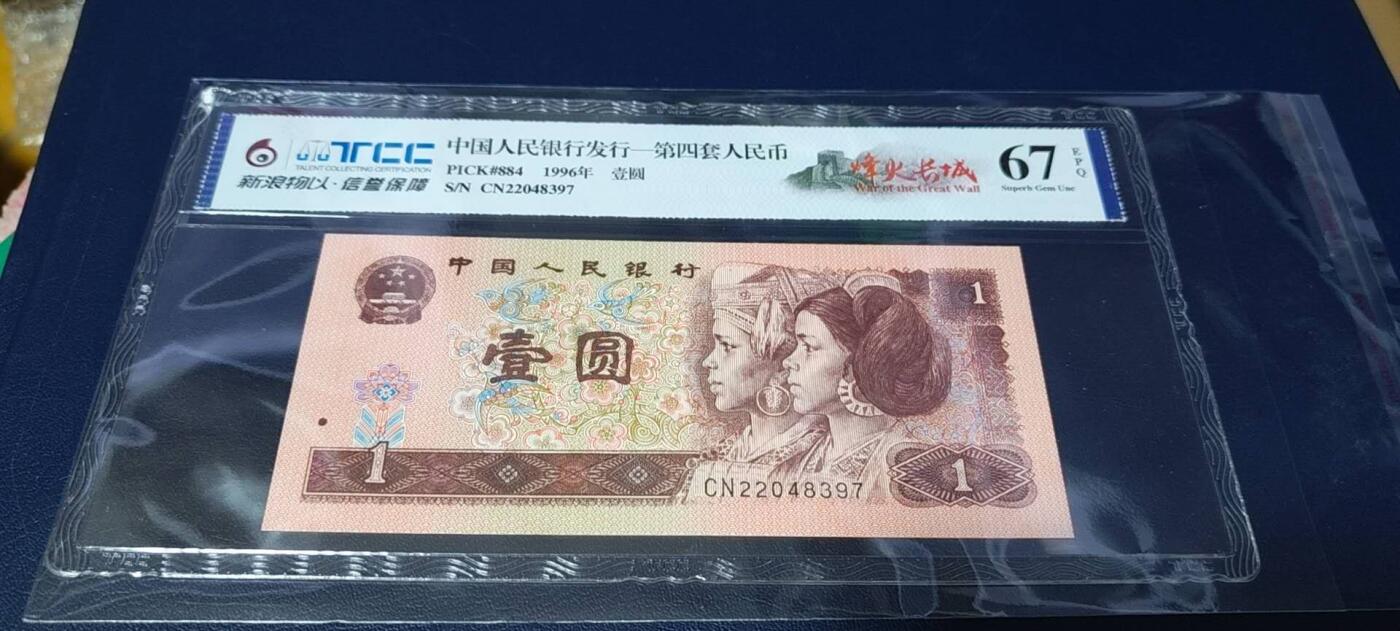 TCC
TALENT COLLECTING CERTIFICATION
新浪物以·信誉保障
中国人民银行发行—第四套人民币
PICK#884 1996年 壹圆
S/N CN22048397
烽火长城
War of the Great Wall
67
EPQ
Superb Gem Unc
中国人民银行
1
壹圆
1
CN22048397
1